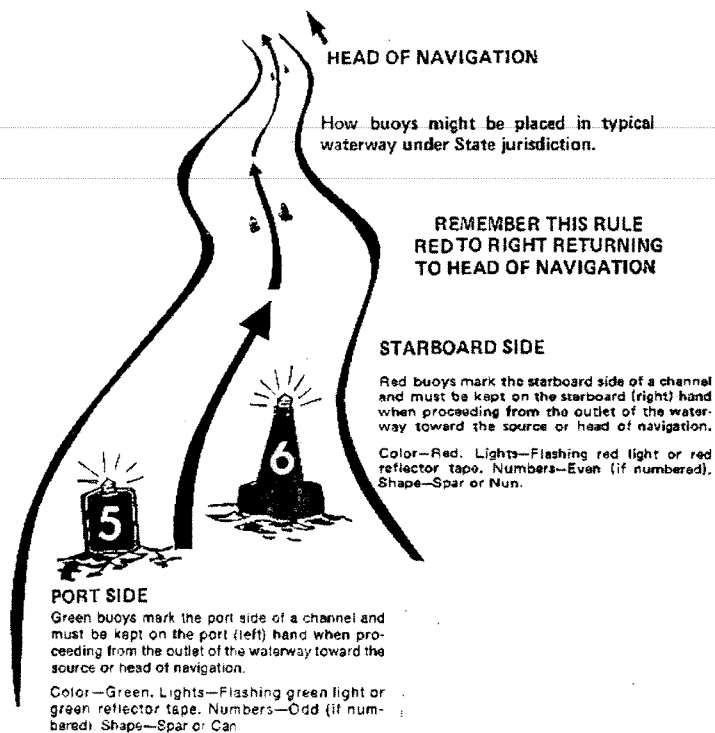 HEAD OF NAVIGATION
How buoys might be placed in typical
waterway under State jurisdiction.
REMEMBER THIS RULE
RED TO RIGHT RETURNING
TO HEAD OF NAVIGATION
STARBOARD SIDE
Red buoys mark the starboard side of a channel
and must be kept on the starboard (right) hand
when proceeding from the outlet of the water-
way toward the source or head of navigation.
Color—Red. Lights—Flashing red light or red
reflector tape. Numbers—Even (if numbered).
Shape—Spar or Nun.
6
5
PORT SIDE
Green buoys mark the port side of a channel and
must be kept on the port (left) hand when pro-
ceeding from the outlet of the waterway toward the
source or head of navigation.
Color—Green. Lights—Flashing green light or
green reflector tape. Numbers—Odd (if num-
bered). Shape—Spar or Can.